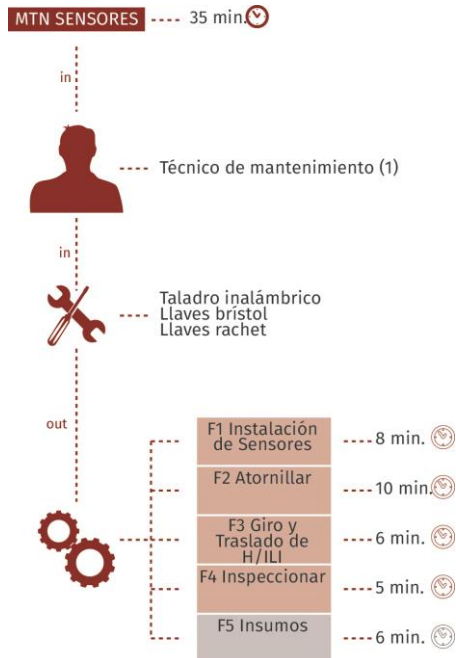 MTN SENSORES
35 min.
in
Técnico de mantenimiento (1)
in
Taladro inalámbrico
Llaves brístol
Llaves rachet
out
F1 Instalación
de Sensores
8 min.
F2 Atornillar
10 min.
F3 Giro y
Traslado de
H/ILI
6 min.
F4 Inspeccionar
5 min.
F5 Insumos
6 min.